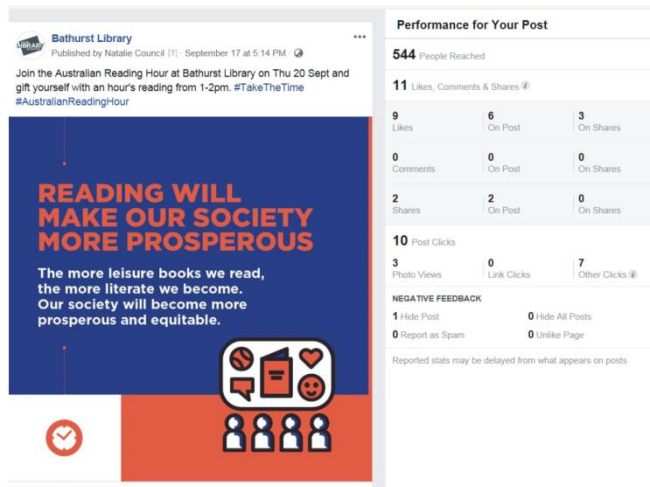 LIBRARY
Bathurst Library
Published by Natalie Council [?] · September 17 at 5:14 PM ·
Join the Australian Reading Hour at Bathurst Library on Thu 20 Sept and
gift yourself with an hour's reading from 1-2pm. #TakeTheTime
#AustralianReadingHour
READING WILL
MAKE OUR SOCIETY
MORE PROSPEROUS
The more leisure books we read,
the more literate we become.
Our society will become more
prosperous and equitable.
Performance for Your Post
544 People Reached
11 Likes, Comments & Shares i
9 6 3
Likes On Post On Shares
0 0 0
Comments On Post On Shares
2 2 0
Shares On Post On Shares
10 Post Clicks
3 0 7
Photo Views Link Clicks Other Clicks i
NEGATIVE FEEDBACK
1 Hide Post 0 Hide All Posts
0 Report as Spam 0 Unlike Page
Reported stats may be delayed from what appears on posts